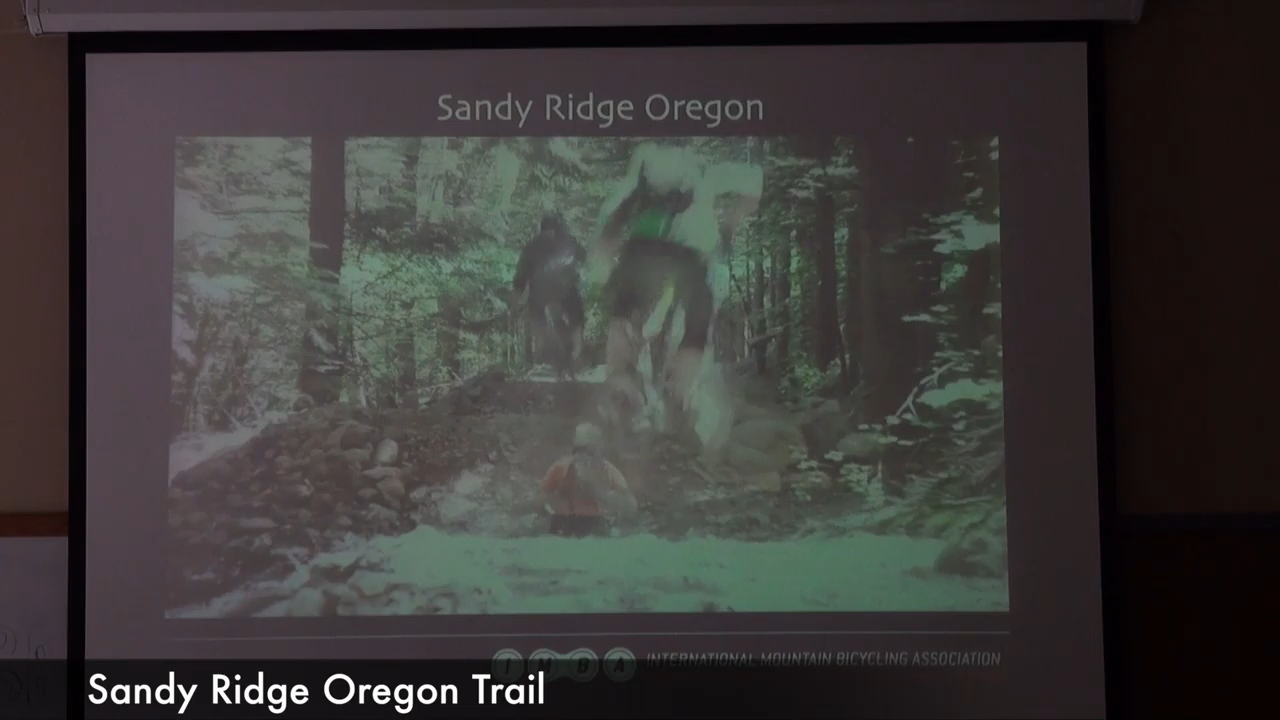 Sandy Ridge Oregon
I M B A INTERNATIONAL MOUNTAIN BICYCLING ASSOCIATION
Sandy Ridge Oregon Trail